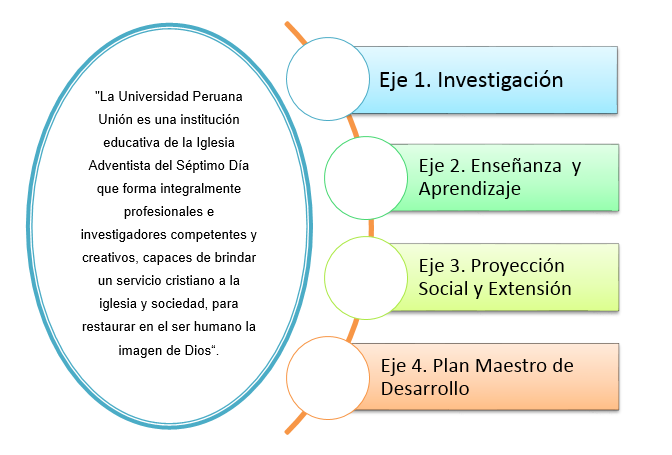 "La Universidad Peruana
Unión es una institución
educativa de la Iglesia
Adventista del Séptimo Día
que forma integralmente
profesionales e
investigadores competentes y
creativos, capaces de brindar
un servicio cristiano a la
iglesia y sociedad, para
restaurar en el ser humano la
imagen de Dios“.
Eje 1. Investigación
Eje 2. Enseñanza y
Aprendizaje
Eje 3. Proyección
Social y Extensión
Eje 4. Plan Maestro de
Desarrollo